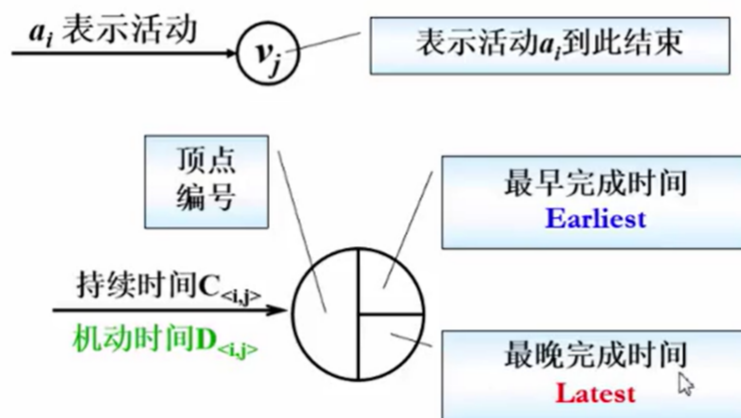 aᵢ 表示活动
vⱼ
表示活动aᵢ到此结束
顶点
编号
最早完成时间
Earliest
持续时间C<i,j>
机动时间D<i,j>
最晚完成时间
Latest